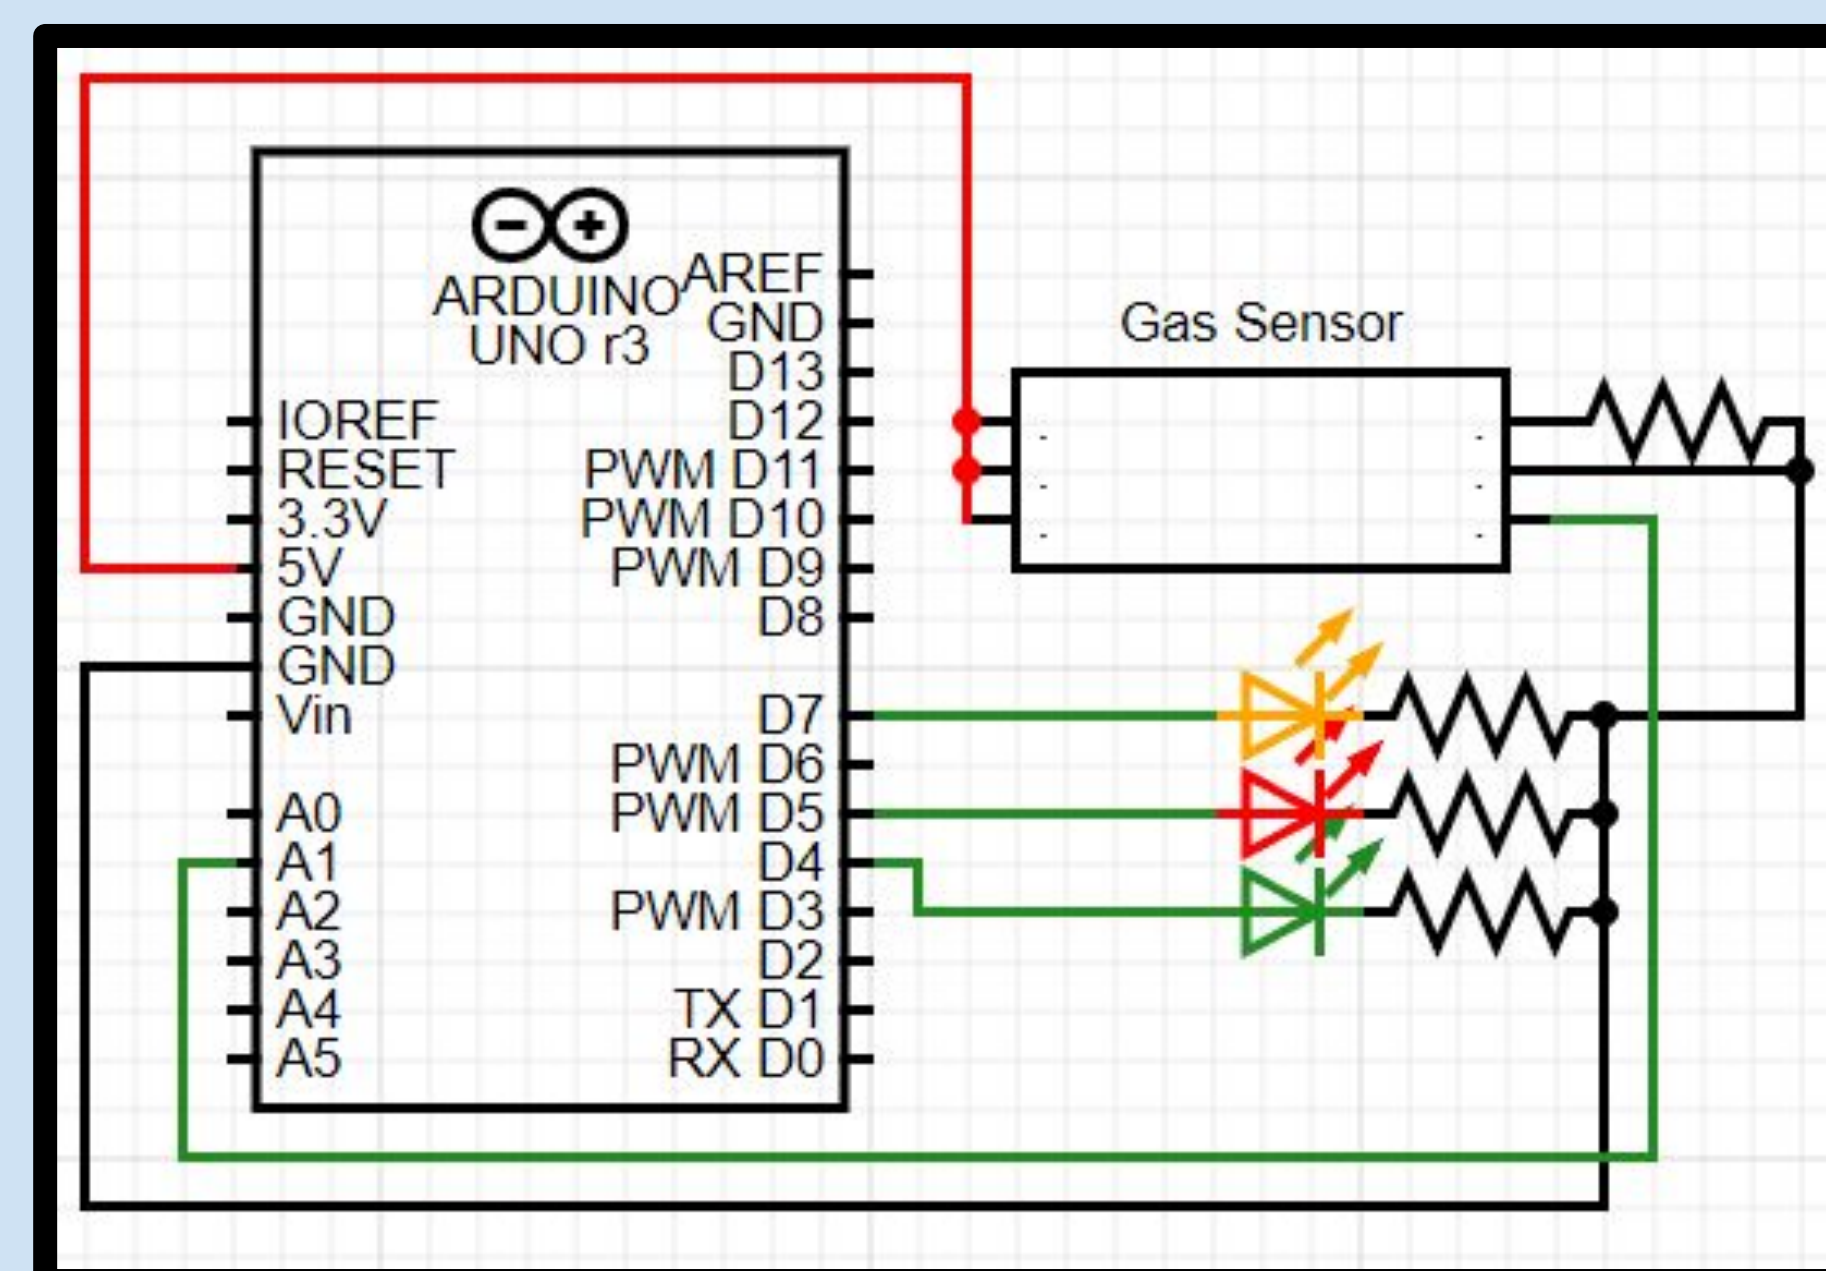 ARDUINO
UNO r3
AREF
GND
D13
D12
PWM D11
PWM D10
PWM D9
D8
D7
PWM D6
PWM D5
D4
PWM D3
D2
TX D1
RX D0
IOREF
RESET
3.3V
5V
GND
GND
Vin
A0
A1
A2
A3
A4
A5
Gas Sensor